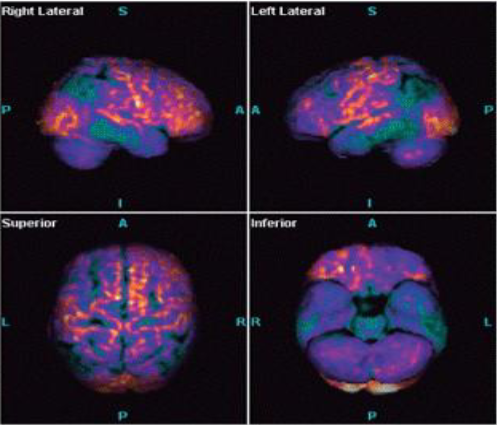 Right Lateral S
P A
I
Left Lateral S
A P
I
Superior A
L R
P
Inferior A
R L
P